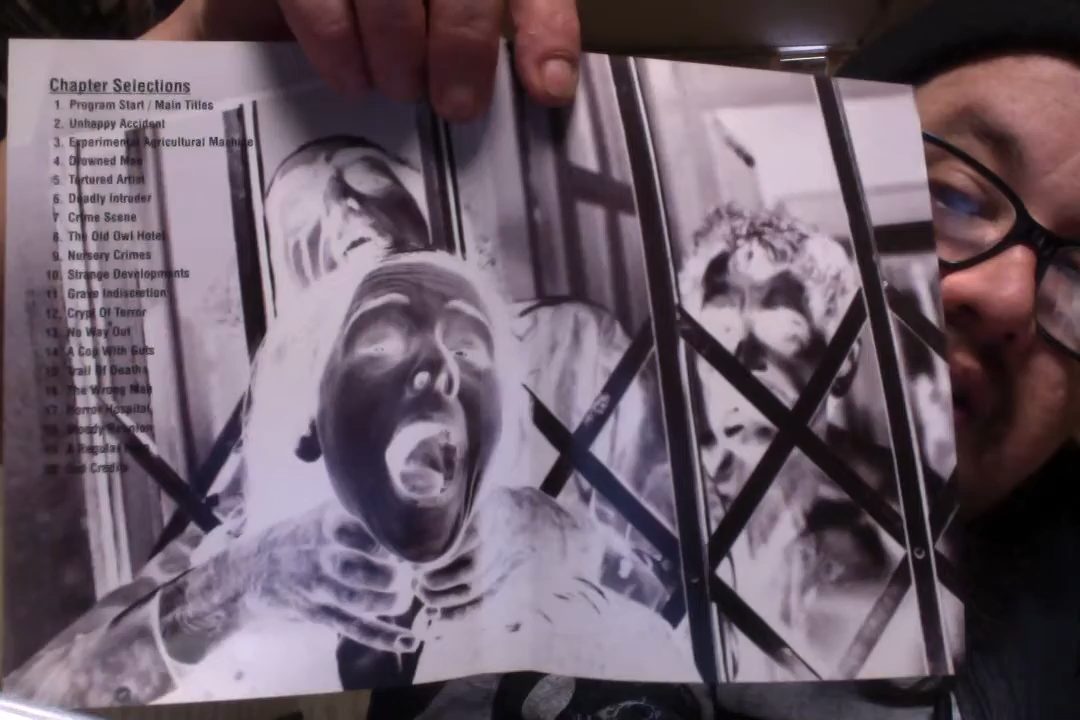 Chapter Selections
1. Program Start / Main Titles
2. Unhappy Accident
3. Experimental Agricultural Machine
4. Drowned Man
5. Tortured Artist
6. Deadly Intruder
7. Crime Scene
8. The Old Owl Hotel
9. Nursery Crimes
10. Strange Developments
11. Grave Indiscretion
12. Crypt Of Terror
13. No Way Out
14. A Cop With Guts
15. Trail Of Death
16. The Wrong Man
17. Horror Hospital
18. Bloody Reunion
19. A Regular
20. End Credits